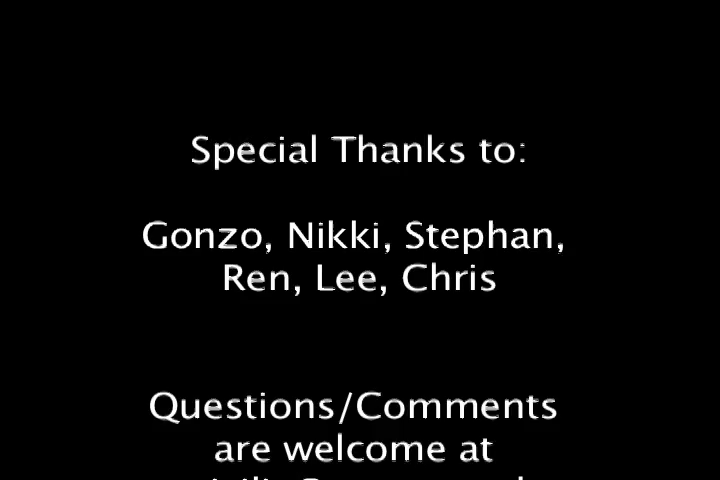 Special Thanks to:
Gonzo, Nikki, Stephan,
Ren, Lee, Chris
Questions/Comments
are welcome at